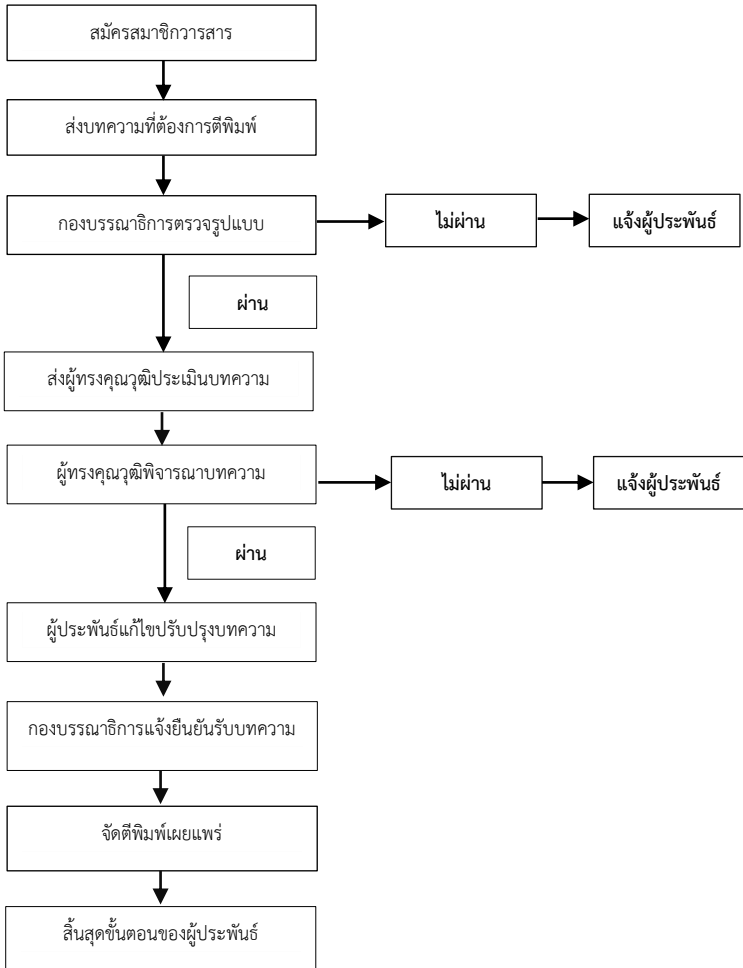 สมัครสมาชิกวารสาร
ส่งบทความที่ต้องการตีพิมพ์
กองบรรณาธิการตรวจรูปแบบ
ไม่ผ่าน
แจ้งผู้ประพันธ์
ผ่าน
ส่งผู้ทรงคุณวุฒิประเมินบทความ
ผู้ทรงคุณวุฒิพิจารณาบทความ
ไม่ผ่าน
แจ้งผู้ประพันธ์
ผ่าน
ผู้ประพันธ์แก้ไขปรับปรุงบทความ
กองบรรณาธิการแจ้งยืนยันรับบทความ
จัดตีพิมพ์เผยแพร่
สิ้นสุดขั้นตอนของผู้ประพันธ์